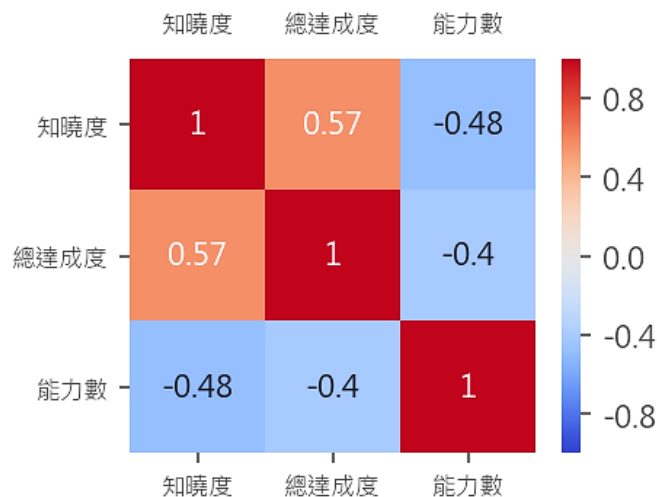 知曉度 總達成度 能力數
知曉度 1 0.57 -0.48
總達成度 0.57 1 -0.4
能力數 -0.48 -0.4 1
知曉度 總達成度 能力數
0.8
0.4
0.0
-0.4
-0.8